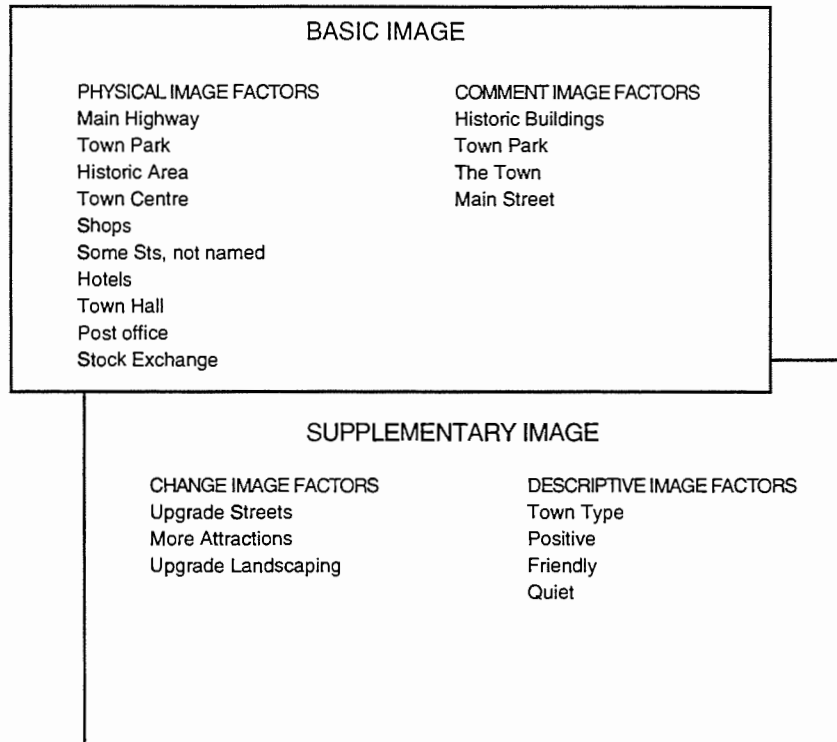 BASIC IMAGE
PHYSICAL IMAGE FACTORS
Main Highway
Town Park
Historic Area
Town Centre
Shops
Some Sts, not named
Hotels
Town Hall
Post office
Stock Exchange
COMMENT IMAGE FACTORS
Historic Buildings
Town Park
The Town
Main Street
SUPPLEMENTARY IMAGE
CHANGE IMAGE FACTORS
Upgrade Streets
More Attractions
Upgrade Landscaping
DESCRIPTIVE IMAGE FACTORS
Town Type
Positive
Friendly
Quiet